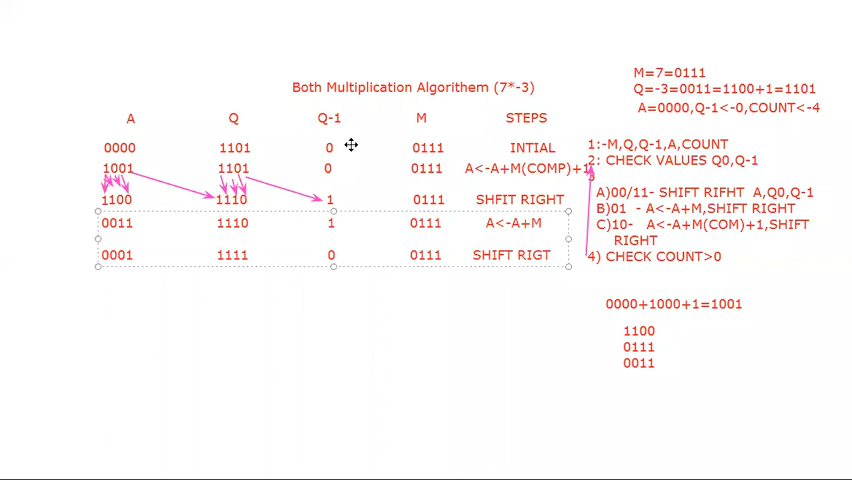 Both Multiplication Algorithem (7*-3)
A Q Q-1 M STEPS
0000 1101 0 0111 INTIAL
1001 1101 0 0111 A<-A+M(COMP)+1
1100 1110 1 0111 SHFIT RIGHT
0011 1110 1 0111 A<-A+M
0001 1111 0 0111 SHIFT RIGT
M=7=0111
Q=-3=0011=1100+1=1101
A=0000,Q-1<-0,COUNT<-4
1:-M,Q,Q-1,A,COUNT
2: CHECK VALUES Q0,Q-1
3
A)00/11- SHIFT RIFHT A,Q0,Q-1
B)01 - A<-A+M,SHIFT RIGHT
C)10- A<-A+M(COM)+1,SHIFT
RIGHT
4) CHECK COUNT>0
0000+1000+1=1001
1100
0111
0011